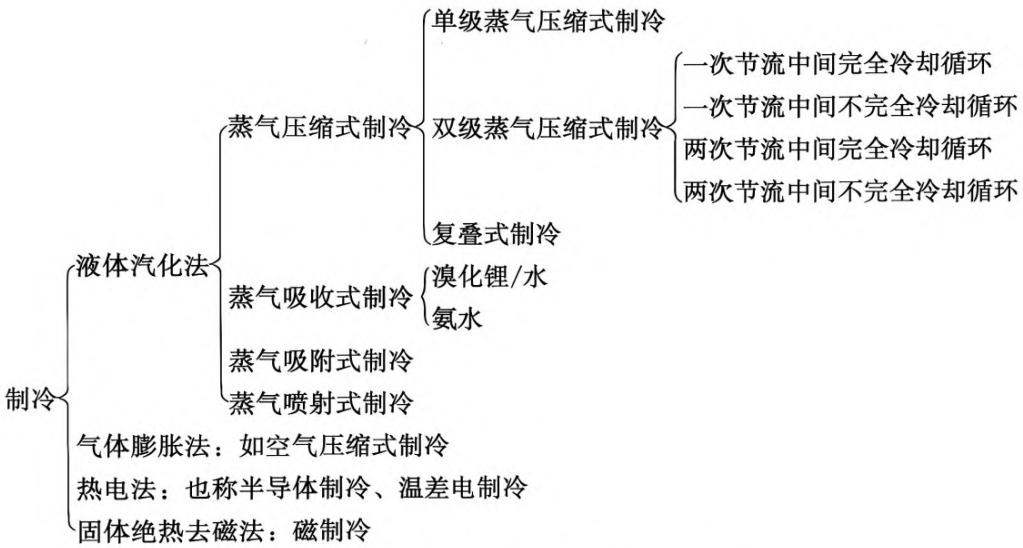 单级蒸气压缩式制冷
一次节流中间完全冷却循环
一次节流中间不完全冷却循环
蒸气压缩式制冷
双级蒸气压缩式制冷
两次节流中间完全冷却循环
两次节流中间不完全冷却循环
复叠式制冷
液体汽化法
溴化锂/水
蒸气吸收式制冷
氨水
蒸气吸附式制冷
制冷
蒸气喷射式制冷
气体膨胀法：如空气压缩式制冷
热电法：也称半导体制冷、温差电制冷
固体绝热去磁法：磁制冷